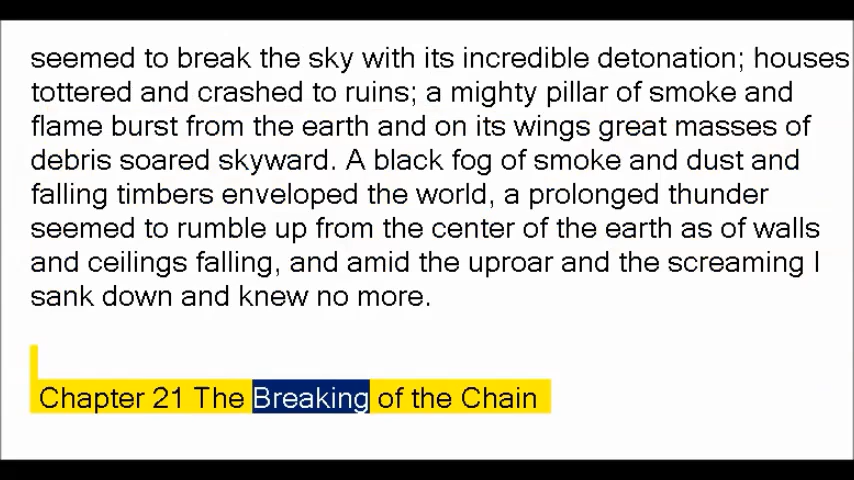 seemed to break the sky with its incredible detonation; houses
tottered and crashed to ruins; a mighty pillar of smoke and
flame burst from the earth and on its wings great masses of
debris soared skyward. A black fog of smoke and dust and
falling timbers enveloped the world, a prolonged thunder
seemed to rumble up from the center of the earth as of walls
and ceilings falling, and amid the uproar and the screaming I
sank down and knew no more.
Chapter 21 The Breaking of the Chain